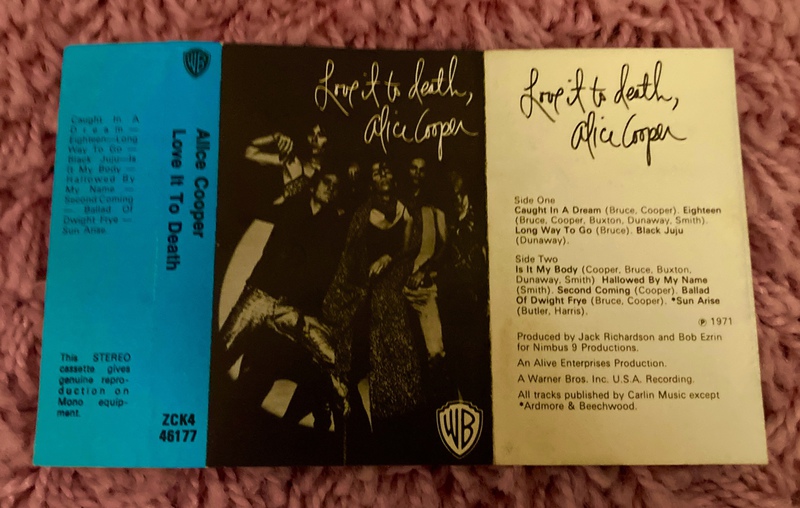 WB
Caught In A
Dream —
Eighteen—Long
Way To Go —
Black Juju—Is
It My Body —
Hallowed By
My Name —
Second Coming
— Ballad Of
Dwight Frye —
Sun Arise.
Alice Cooper
Love It To Death
This STEREO
cassette gives
genuine repro-
duction on
Mono equip-
ment.
ZCK4
46177
Love it to death,
Alice Cooper
WB
Love it to death,
Alice Cooper
Side One
Caught In A Dream (Bruce, Cooper). Eighteen
(Bruce, Cooper, Buxton, Dunaway, Smith).
Long Way To Go (Bruce). Black Juju
(Dunaway).
Side Two
Is It My Body (Cooper, Bruce, Buxton,
Dunaway, Smith) Hallowed By My Name
(Smith). Second Coming (Cooper). Ballad
Of Dwight Frye (Bruce, Cooper). *Sun Arise
(Butler, Harris).
℗ 1971
Produced by Jack Richardson and Bob Ezrin
for Nimbus 9 Productions.
An Alive Enterprises Production.
A Warner Bros. Inc. U.S.A. Recording.
All tracks published by Carlin Music except
*Ardmore & Beechwood.